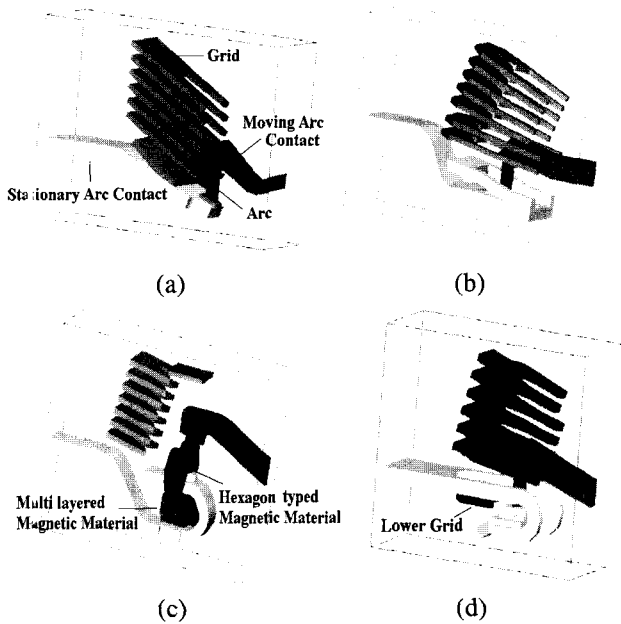 Grid
Moving Arc
Contact
Stationary Arc Contact
Arc
(a)
(b)
Multi layered
Magnetic Material
Hexagon typed
Magnetic Material
Lower Grid
(c)
(d)